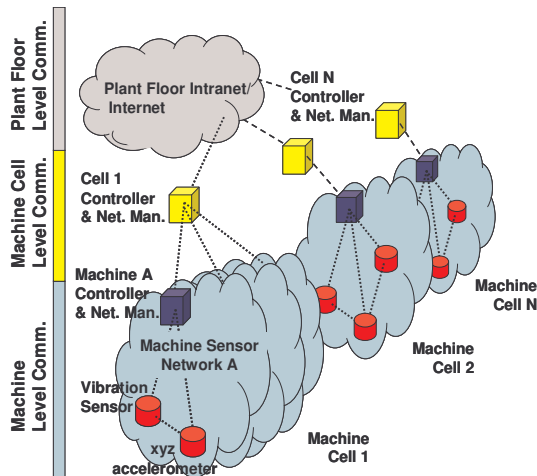 Plant Floor
Level Comm.
Machine Cell
Level Comm.
Machine
Level Comm.
Plant Floor Intranet/
Internet
Cell N
Controller
& Net. Man.
Cell 1
Controller
& Net. Man.
Machine A
Controller
& Net. Man.
Machine Sensor
Network A
Vibration
Sensor
xyz
accelerometer
Machine
Cell 1
Machine
Cell 2
Machine
Cell N